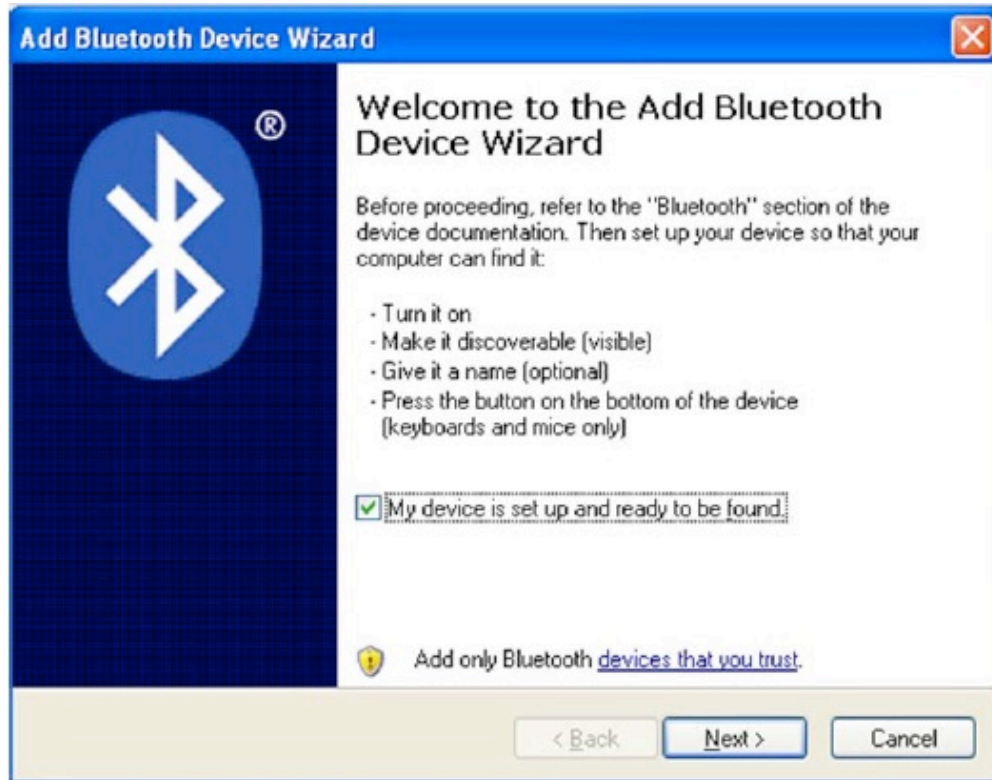 Add Bluetooth Device Wizard
®
Welcome to the Add Bluetooth
Device Wizard
Before proceeding, refer to the "Bluetooth" section of the
device documentation. Then set up your device so that your
computer can find it:
- Turn it on
- Make it discoverable (visible)
- Give it a name (optional)
- Press the button on the bottom of the device
(keyboards and mice only)
My device is set up and ready to be found.
Add only Bluetooth devices that you trust.
< Back Next > Cancel